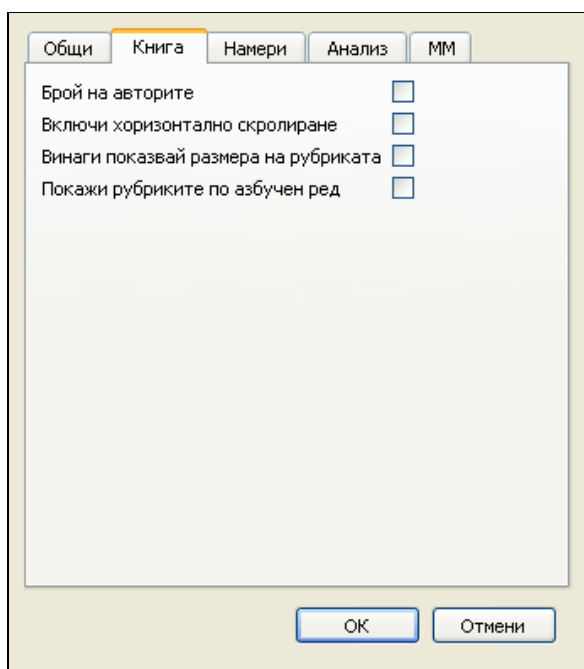 Общи Книга Намери Анализ ММ
Брой на авторите
Включи хоризонтално скролиране
Винаги показвай размера на рубриката
Покажи рубриките по азбучен ред
ОК Отмени